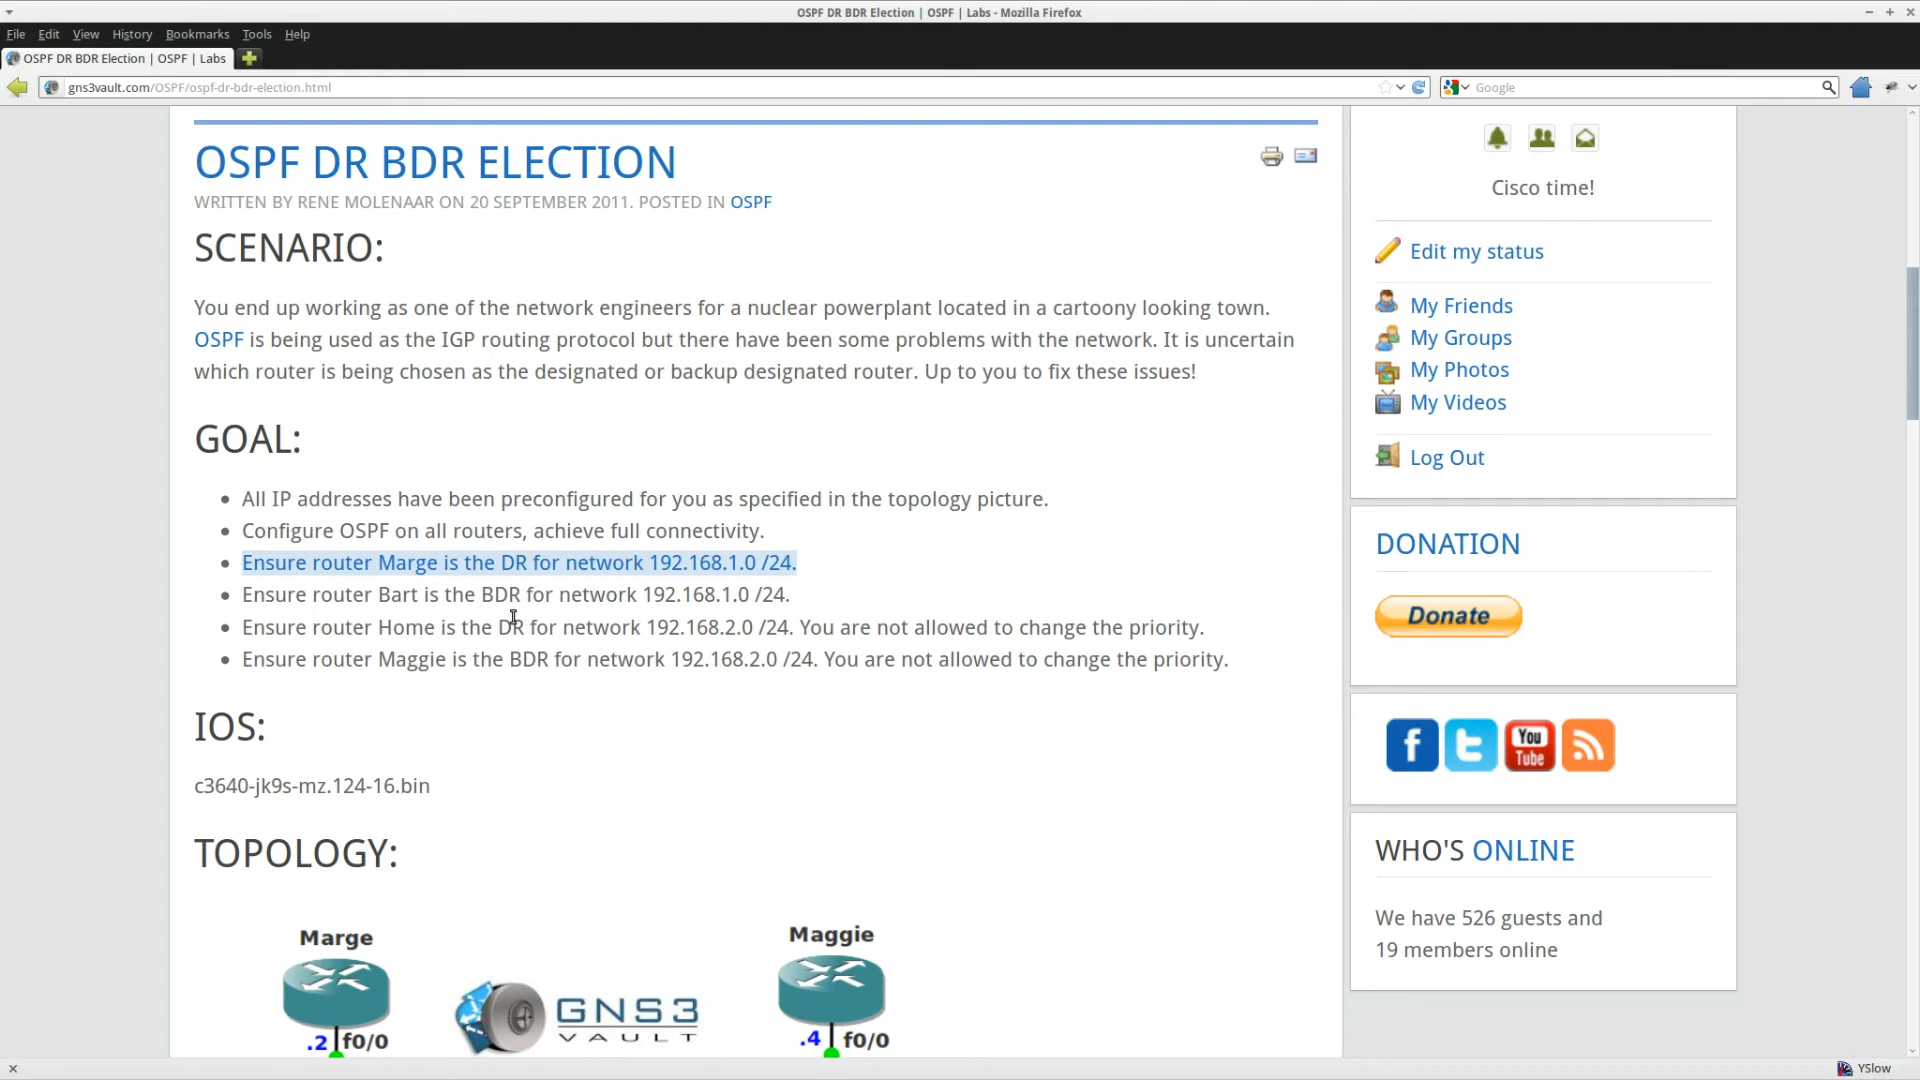 OSPF DR BDR Election | OSPF | Labs - Mozilla Firefox
File Edit View History Bookmarks Tools Help
OSPF DR BDR Election | OSPF | Labs
gns3vault.com/OSPF/ospf-dr-bdr-election.html
Google
OSPF DR BDR ELECTION
WRITTEN BY RENE MOLENAAR ON 20 SEPTEMBER 2011. POSTED IN OSPF
SCENARIO:
You end up working as one of the network engineers for a nuclear powerplant located in a cartoony looking town.
OSPF is being used as the IGP routing protocol but there have been some problems with the network. It is uncertain
which router is being chosen as the designated or backup designated router. Up to you to fix these issues!
GOAL:
All IP addresses have been preconfigured for you as specified in the topology picture.
Configure OSPF on all routers, achieve full connectivity.
Ensure router Marge is the DR for network 192.168.1.0 /24.
Ensure router Bart is the BDR for network 192.168.1.0 /24.
Ensure router Home is the DR for network 192.168.2.0 /24. You are not allowed to change the priority.
Ensure router Maggie is the BDR for network 192.168.2.0 /24. You are not allowed to change the priority.
IOS:
c3640-jk9s-mz.124-16.bin
TOPOLOGY:
Marge
Maggie
GNS3
VAULT
.2 f0/0
.4 f0/0
Cisco time!
Edit my status
My Friends
My Groups
My Photos
My Videos
Log Out
DONATION
Donate
f
t
You
Tube
WHO'S ONLINE
We have 526 guests and
19 members online
YSlow